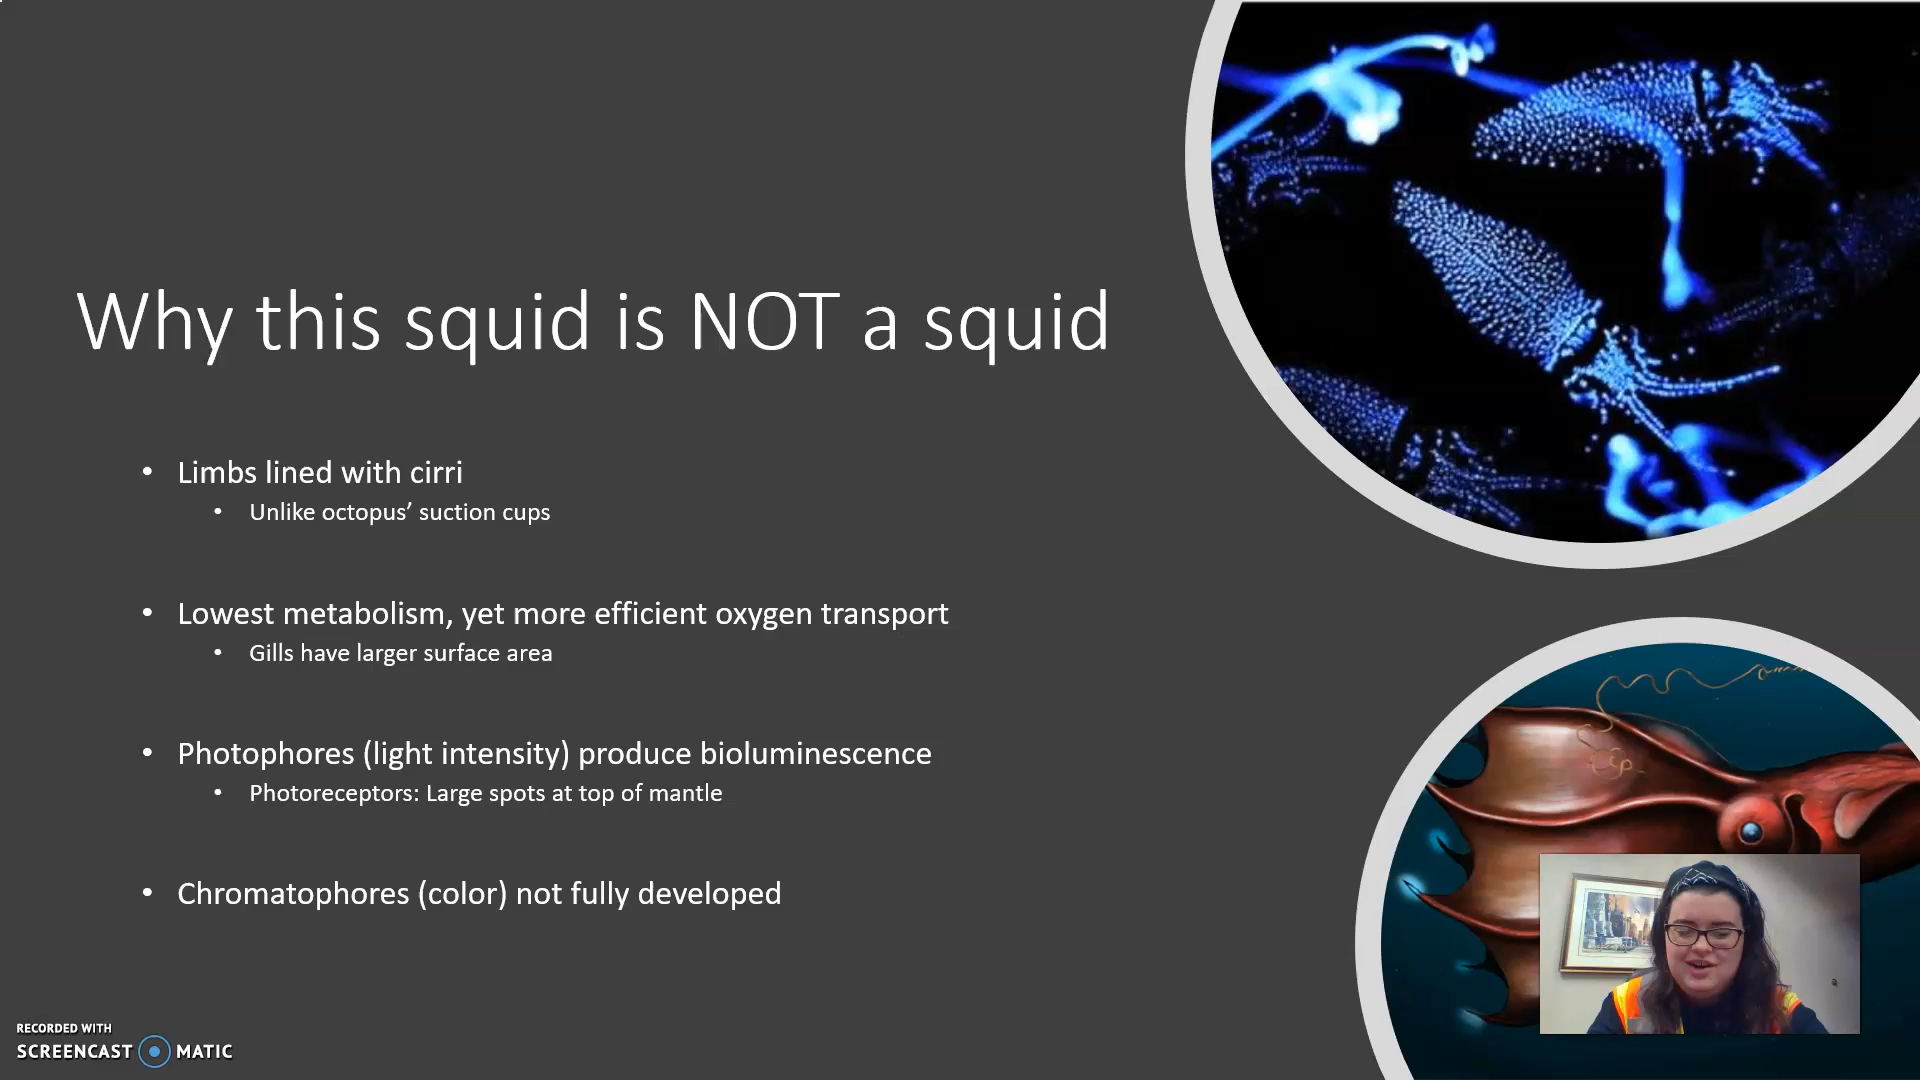 Why this squid is NOT a squid
• Limbs lined with cirri
• Unlike octopus’ suction cups
• Lowest metabolism, yet more efficient oxygen transport
• Gills have larger surface area
• Photophores (light intensity) produce bioluminescence
• Photoreceptors: Large spots at top of mantle
• Chromatophores (color) not fully developed
RECORDED WITH
SCREENCAST MATIC